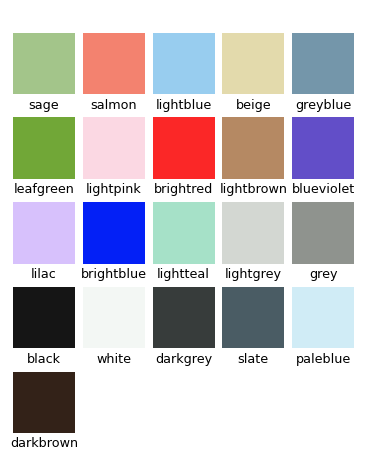 sage salmon lightblue beige greyblue
leafgreen lightpink brightred lightbrown blueviolet
lilac brightblue lightteal lightgrey grey
black white darkgrey slate paleblue
darkbrown